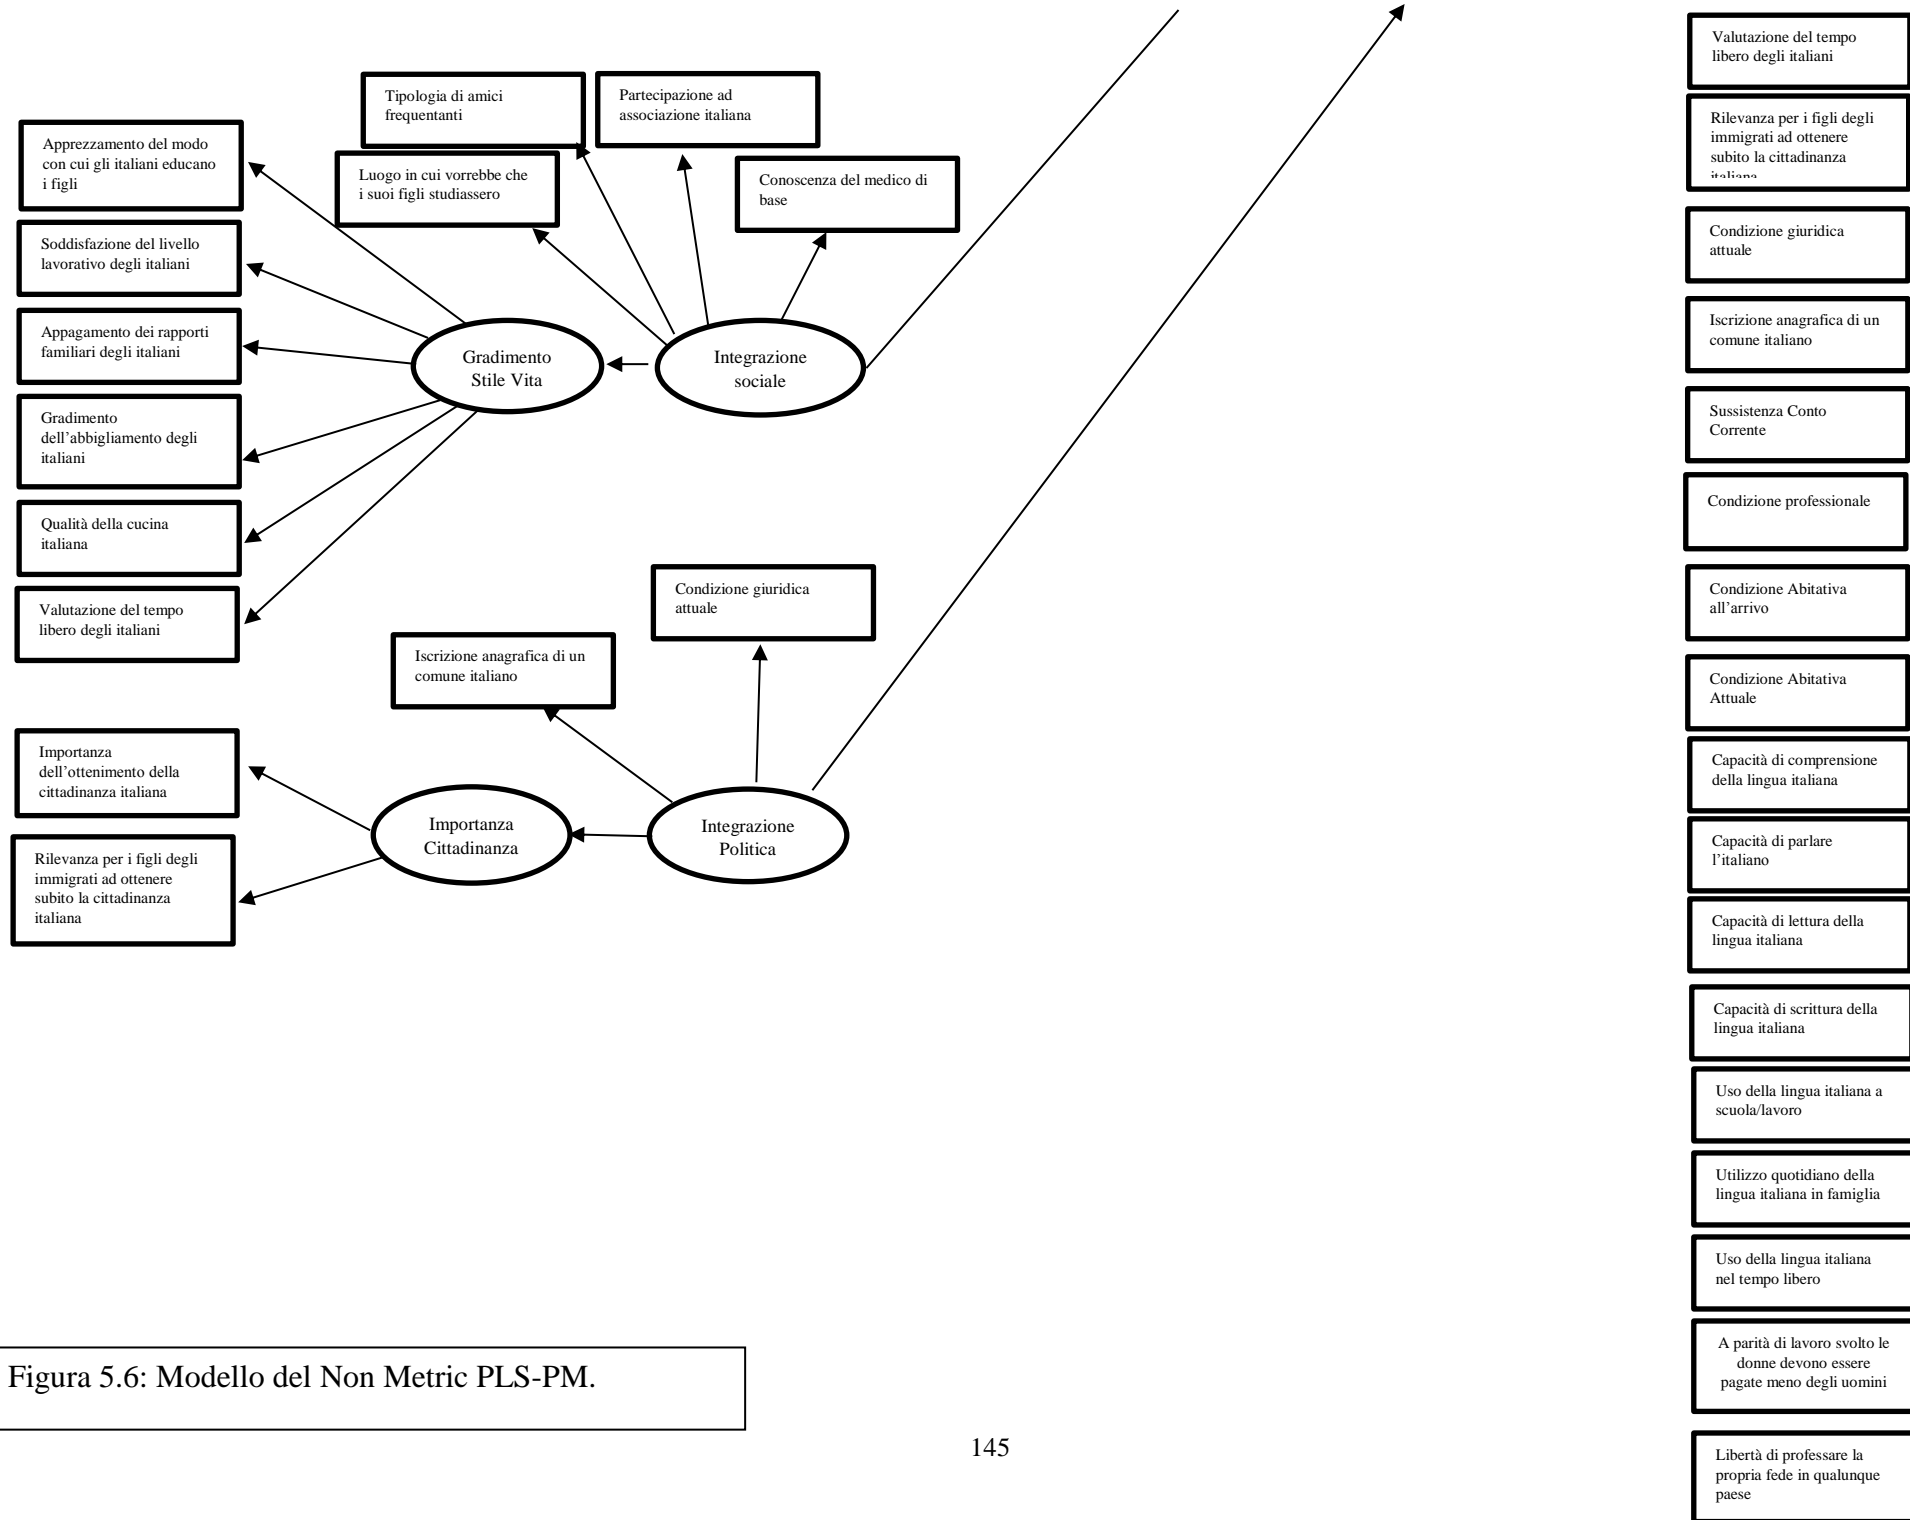 Tipologia di amici
frequentanti
Partecipazione ad
associazione italiana
Apprezzamento del modo
con cui gli italiani educano
i figli
Luogo in cui vorrebbe che
i suoi figli studiassero
Conoscenza del medico di
base
Soddisfazione del livello
lavorativo degli italiani
Appagamento dei rapporti
familiari degli italiani
Gradimento
Stile Vita
Integrazione
sociale
Gradimento
dell’abbigliamento degli
italiani
Qualità della cucina
italiana
Valutazione del tempo
libero degli italiani
Condizione giuridica
attuale
Iscrizione anagrafica di un
comune italiano
Importanza
dell’ottenimento della
cittadinanza italiana
Importanza
Cittadinanza
Integrazione
Politica
Rilevanza per i figli degli
immigrati ad ottenere
subito la cittadinanza
italiana
Valutazione del tempo
libero degli italiani
Rilevanza per i figli degli
immigrati ad ottenere
subito la cittadinanza
italiana
Condizione giuridica
attuale
Iscrizione anagrafica di un
comune italiano
Sussistenza Conto
Corrente
Condizione professionale
Condizione Abitativa
all’arrivo
Condizione Abitativa
Attuale
Capacità di comprensione
della lingua italiana
Capacità di parlare
l’italiano
Capacità di lettura della
lingua italiana
Capacità di scrittura della
lingua italiana
Uso della lingua italiana a
scuola/lavoro
Utilizzo quotidiano della
lingua italiana in famiglia
Uso della lingua italiana
nel tempo libero
A parità di lavoro svolto le
donne devono essere
pagate meno degli uomini
Libertà di professare la
propria fede in qualunque
paese
Figura 5.6: Modello del Non Metric PLS-PM.
145